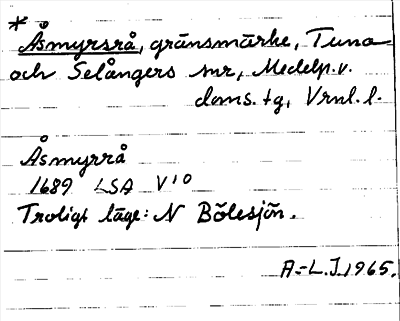 *
Åsmyrsrå, gränsmärke, Tuna
och Selångers snr, Medelp. v.
doms. tg, Vrnl. l.
Åsmyrrå
1689 LSA V¹⁰
Troligt läge: N Bölesjön.
A.-L.J. 1965.